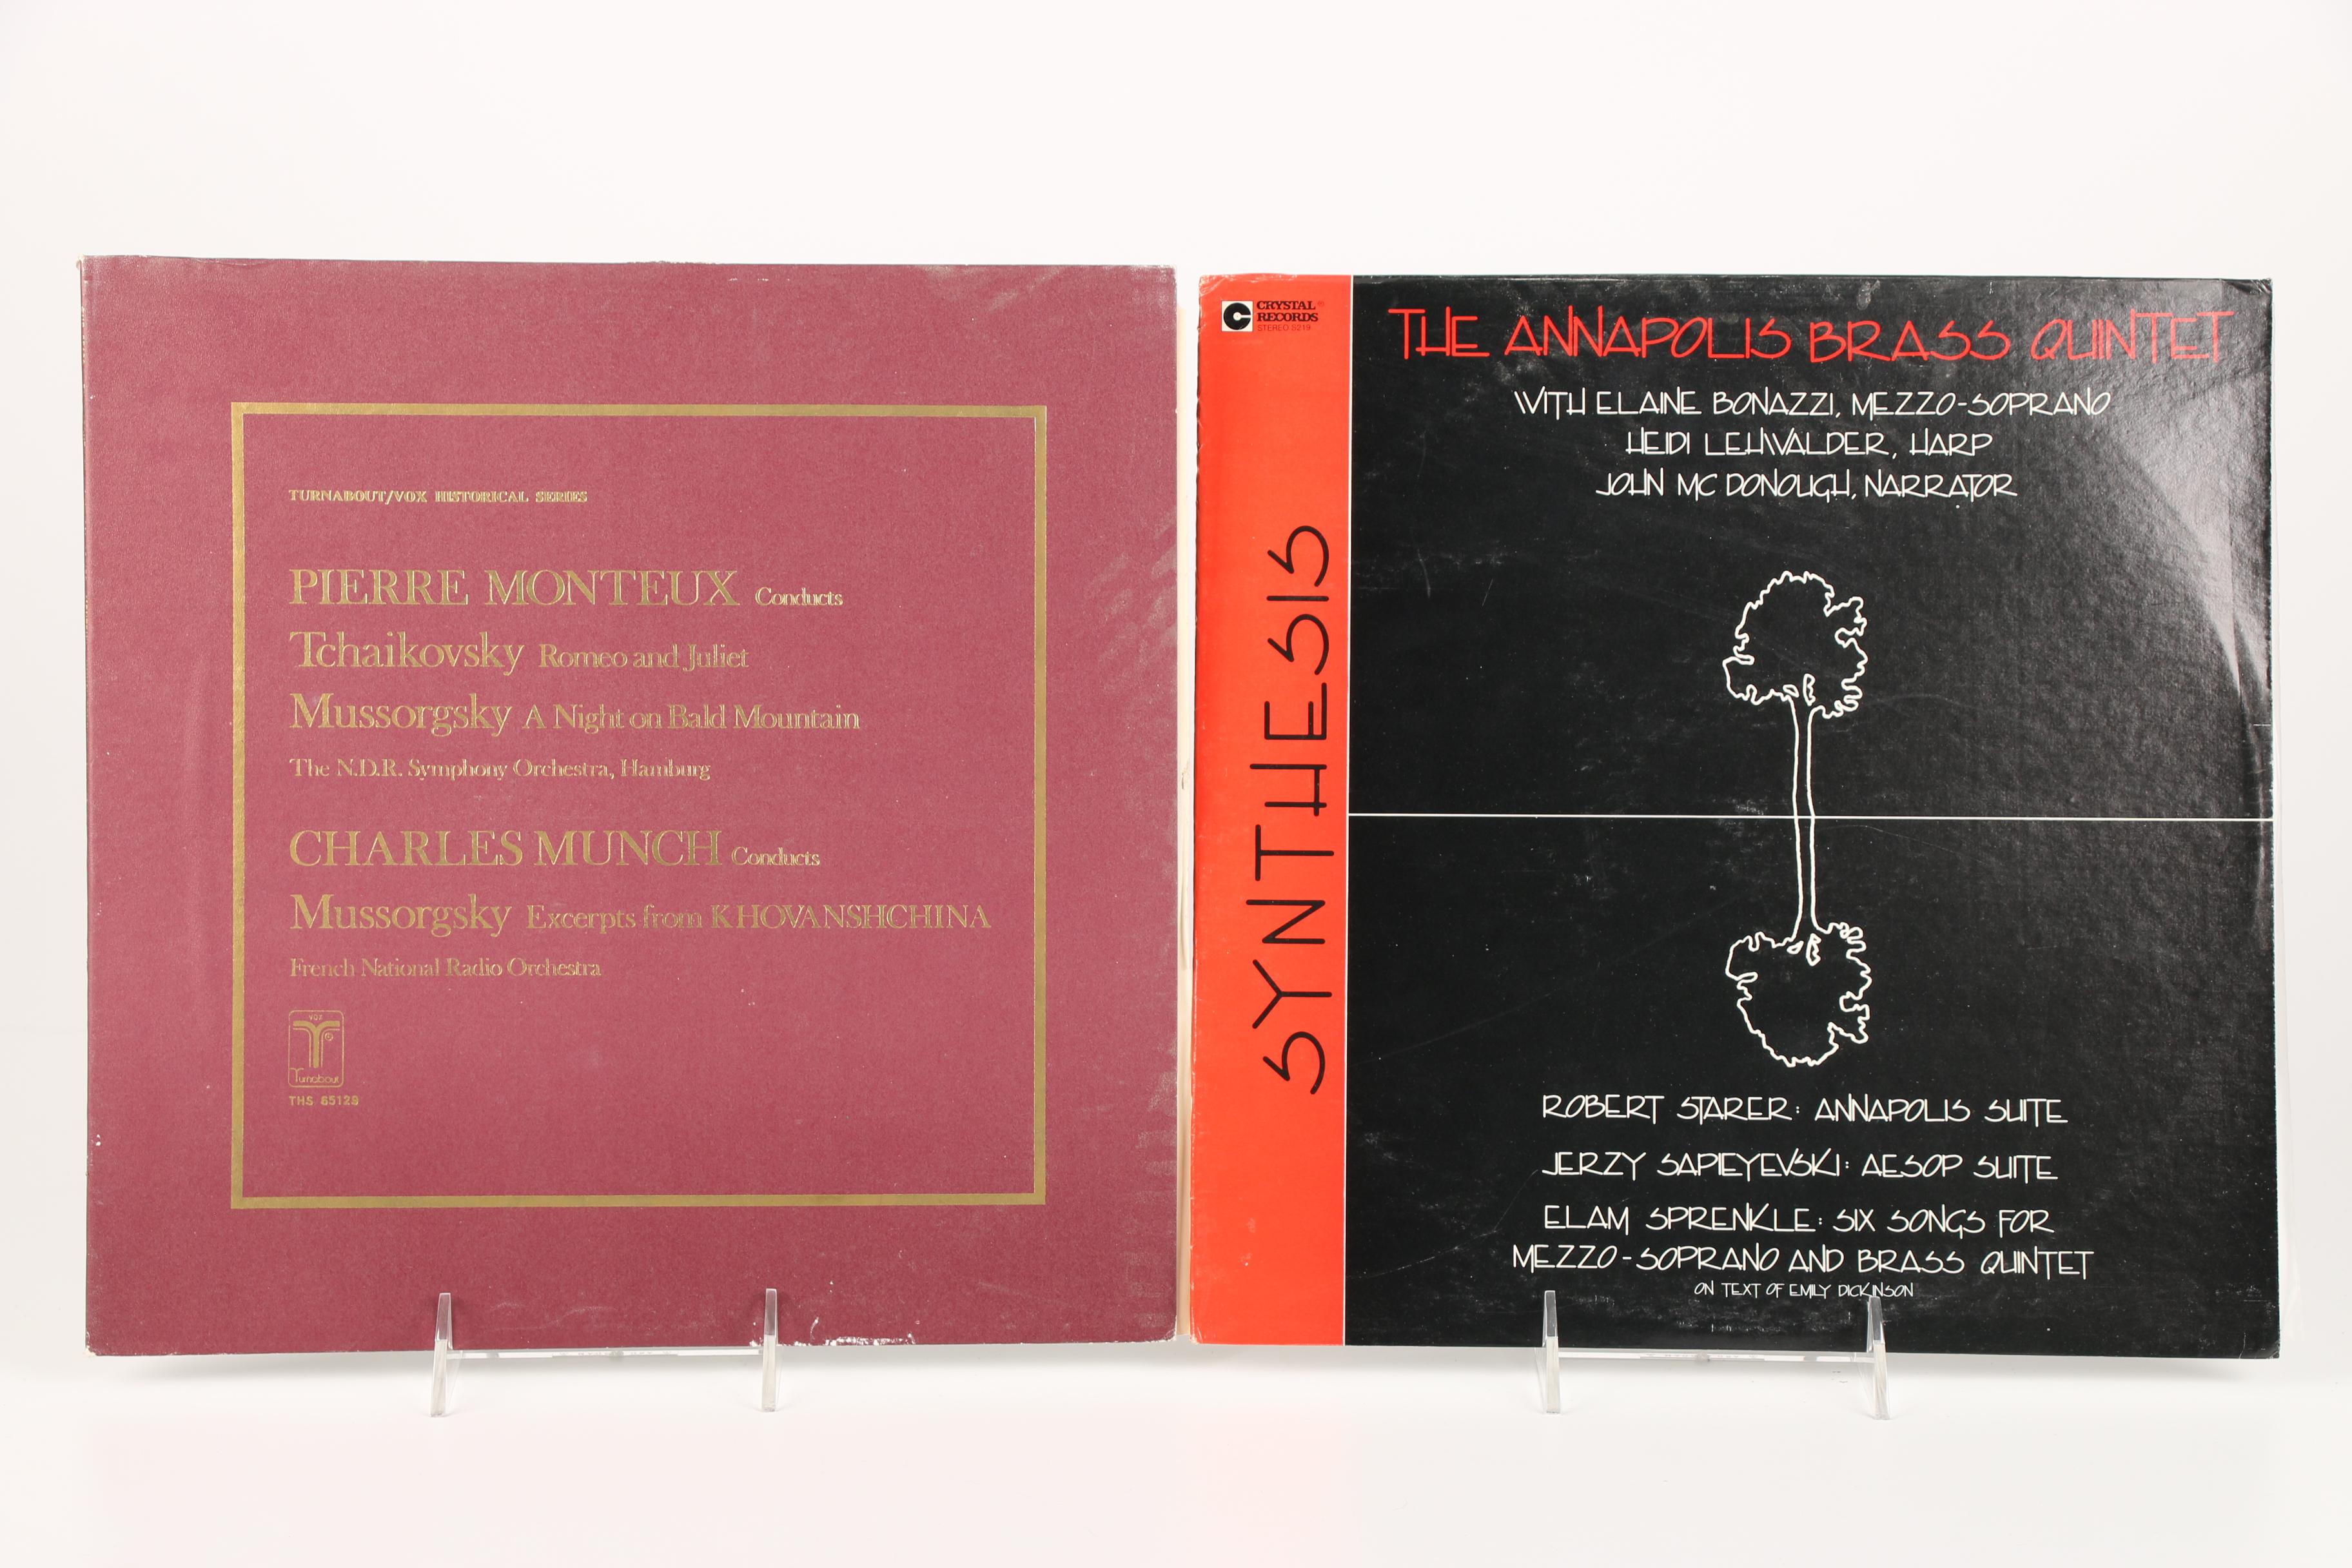 TURNABOUT/VOX HISTORICAL SERIES
PIERRE MONTEUX Conducts
Tchaikovsky Romeo and Juliet
Mussorgsky A Night on Bald Mountain
The N.D.R. Symphony Orchestra, Hamburg
CHARLES MUNCH Conducts
Mussorgsky Excerpts from KHOVANSHCHINA
French National Radio Orchestra
VOX
T
Turnabout
THS 65128
C CRYSTAL
RECORDS®
STEREO S219
SYNTHESIS
THE ANNAPOLIS BRASS QUINTET
WITH ELAINE BONAZZI, MEZZO-SOPRANO
HEIDI LEHWALDER, HARP
JOHN MC DONOUGH, NARRATOR
ROBERT STARER: ANNAPOLIS SUITE
JERZY SAPIEYEVSKI: AESOP SUITE
ELAM SPRENKLE: SIX SONGS FOR
MEZZO-SOPRANO AND BRASS QUINTET
ON TEXT OF EMILY DICKINSON